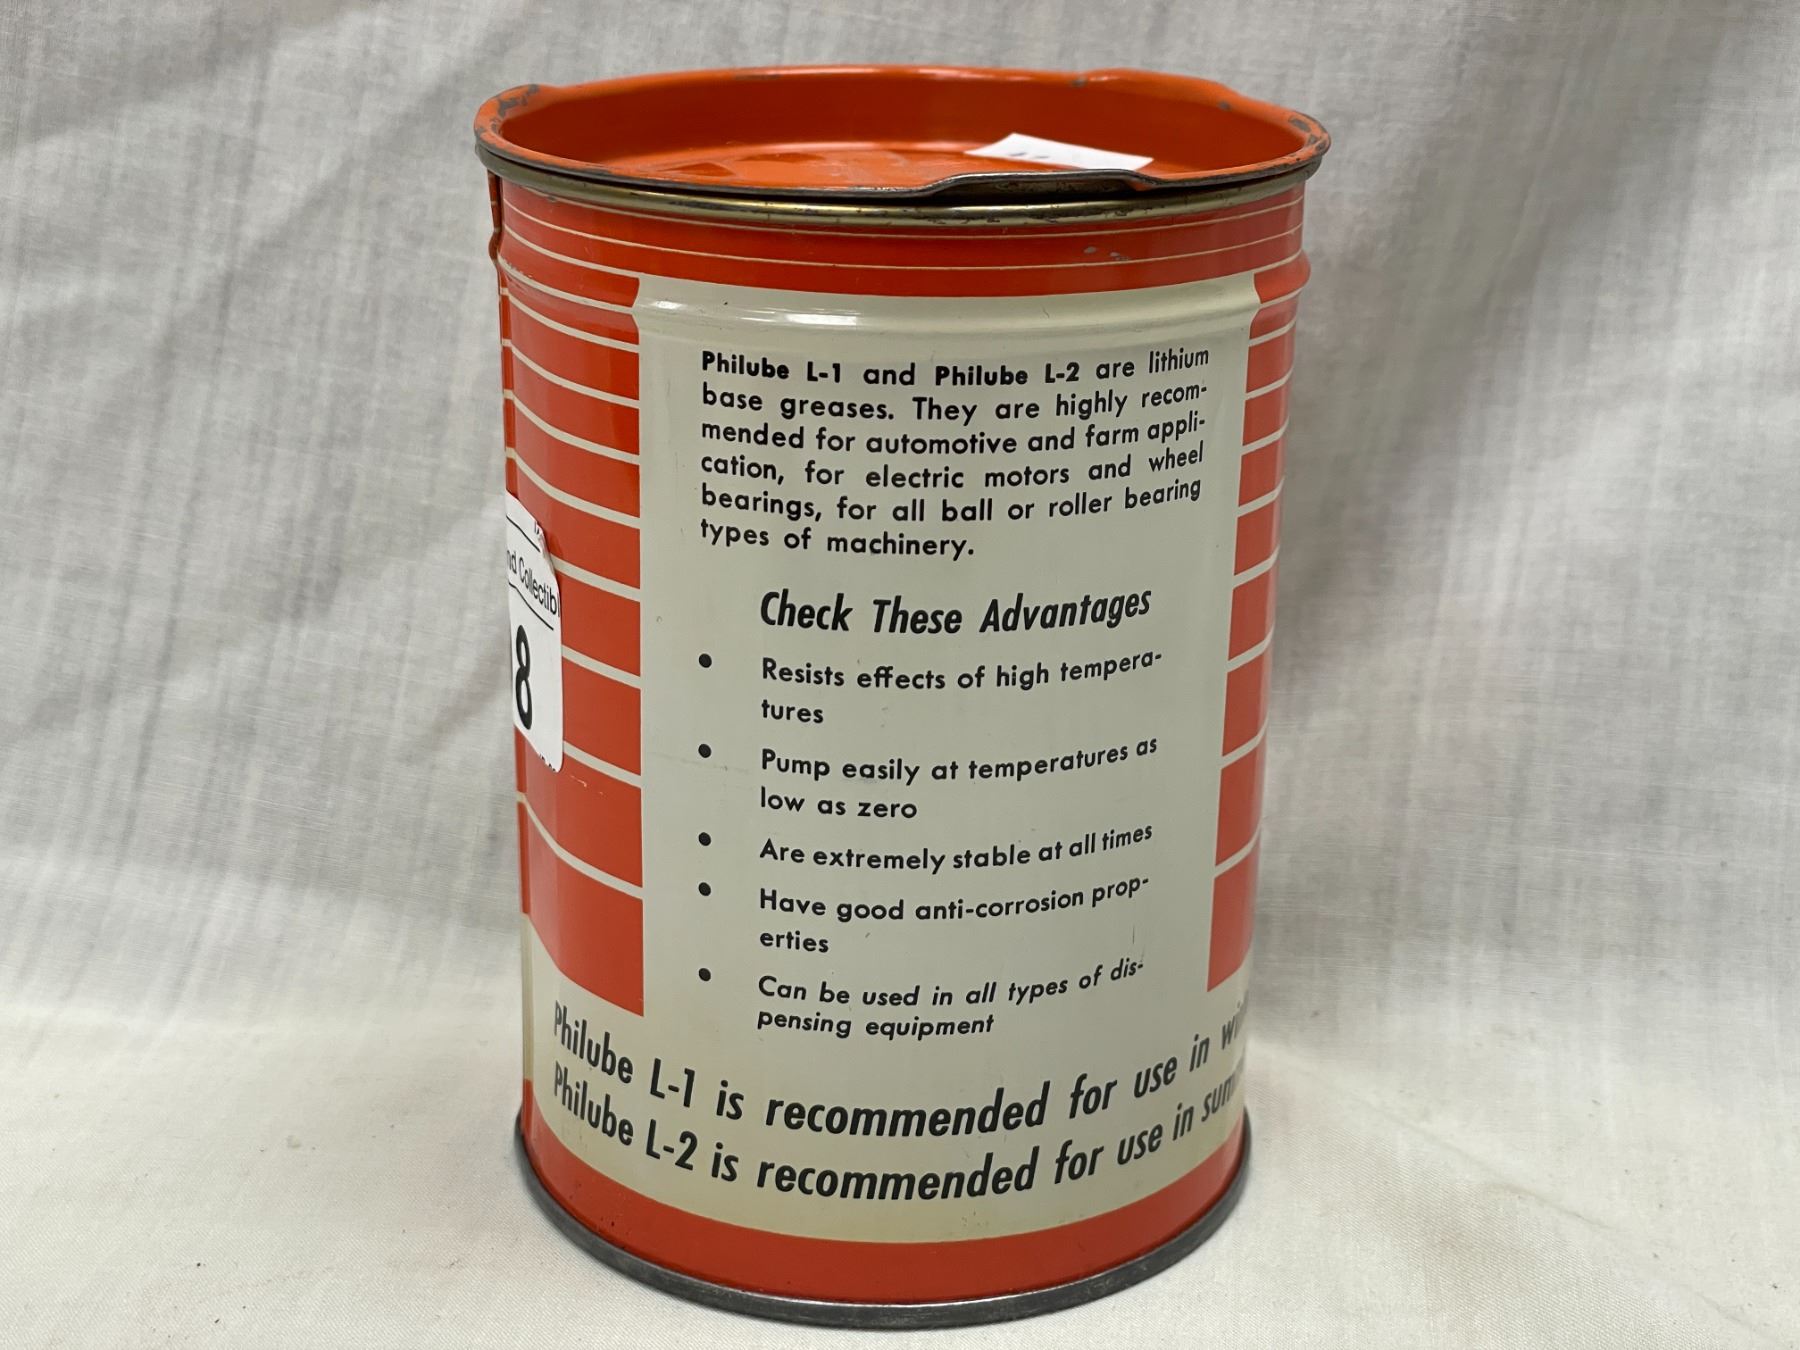 Philube L-1 and Philube L-2 are lithium
base greases. They are highly recom-
mended for automotive and farm appli-
cation, for electric motors and wheel
bearings, for all ball or roller bearing
types of machinery.
Check These Advantages
• Resists effects of high tempera-
tures
• Pump easily at temperatures as
low as zero
• Are extremely stable at all times
• Have good anti-corrosion prop-
erties
• Can be used in all types of dis-
pensing equipment
Philube L-1 is recommended for use in
Philube L-2 is recommended for use in
8